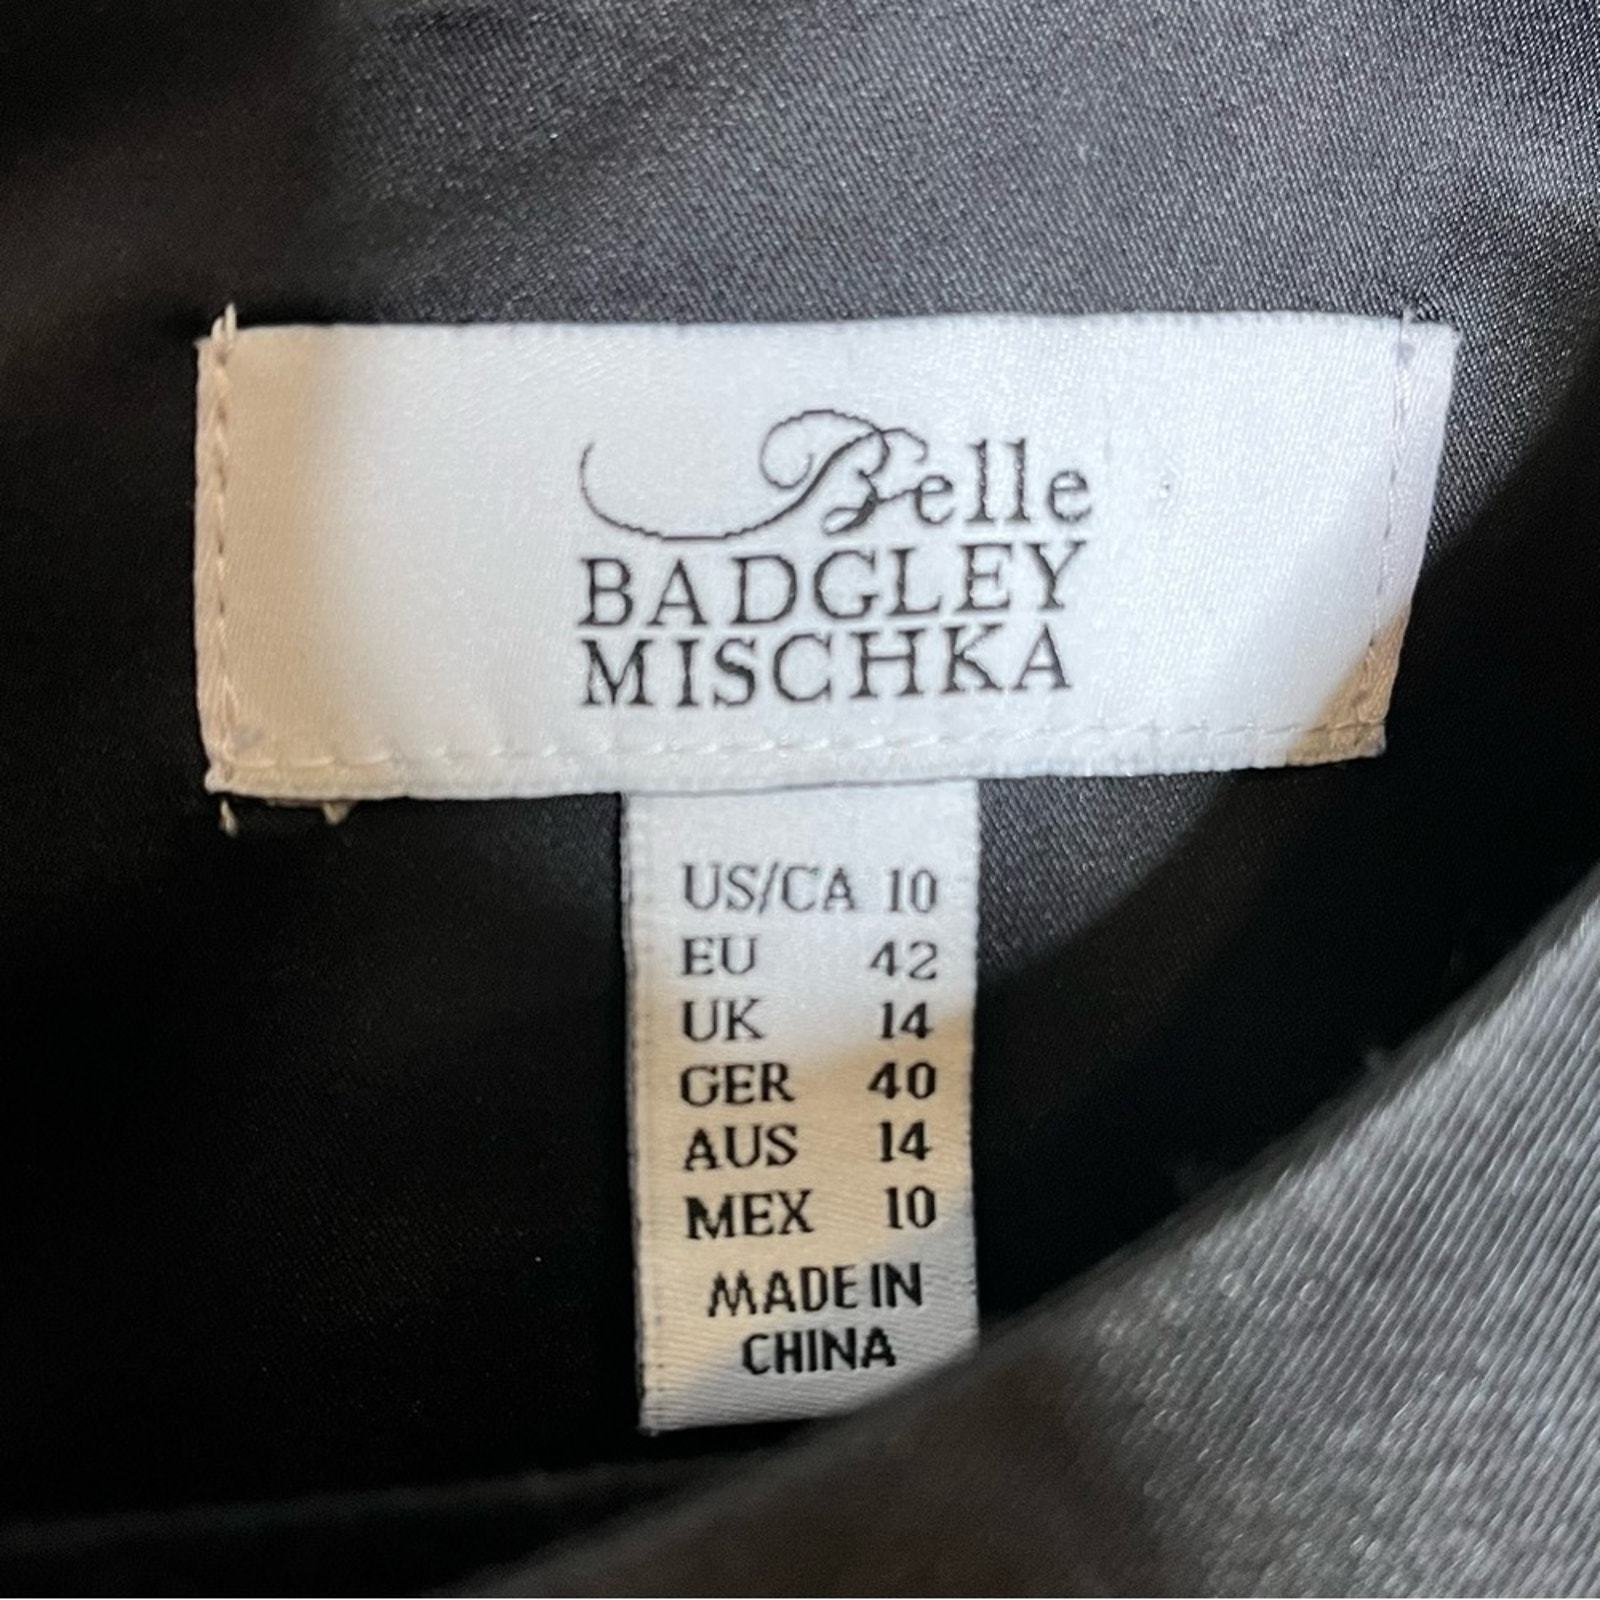 Belle
BADGLEY
MISCHKA
US/CA 10
EU 42
UK 14
GER 40
AUS 14
MEX 10
MADE IN
CHINA